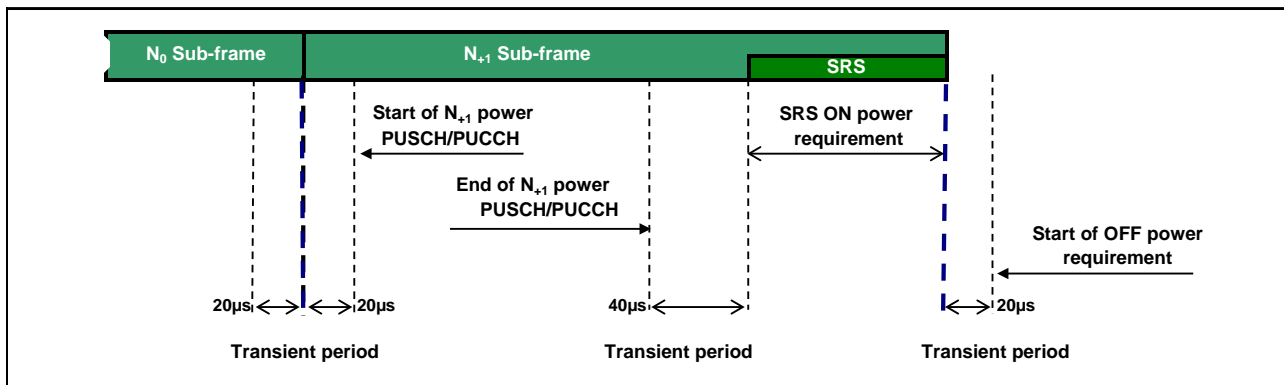 N0 Sub-frame
N+1 Sub-frame
SRS
Start of N+1 power
PUSCH/PUCCH
SRS ON power
requirement
End of N+1 power
PUSCH/PUCCH
Start of OFF power
requirement
20µs
20µs
40µs
20µs
Transient period
Transient period
Transient period